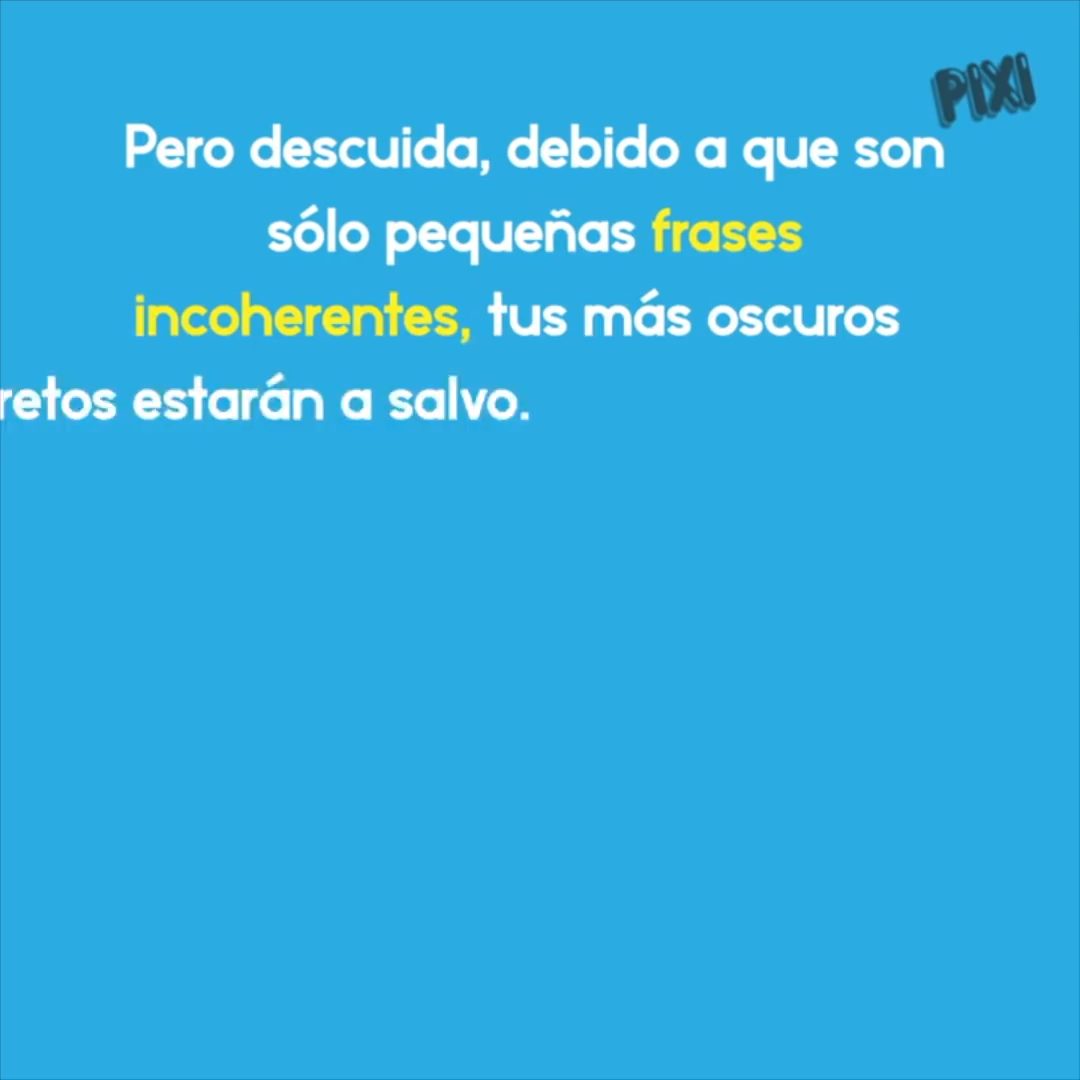 PIXI
Pero descuida, debido a que son
sólo pequeñas frases
incoherentes, tus más oscuros
retos estarán a salvo.